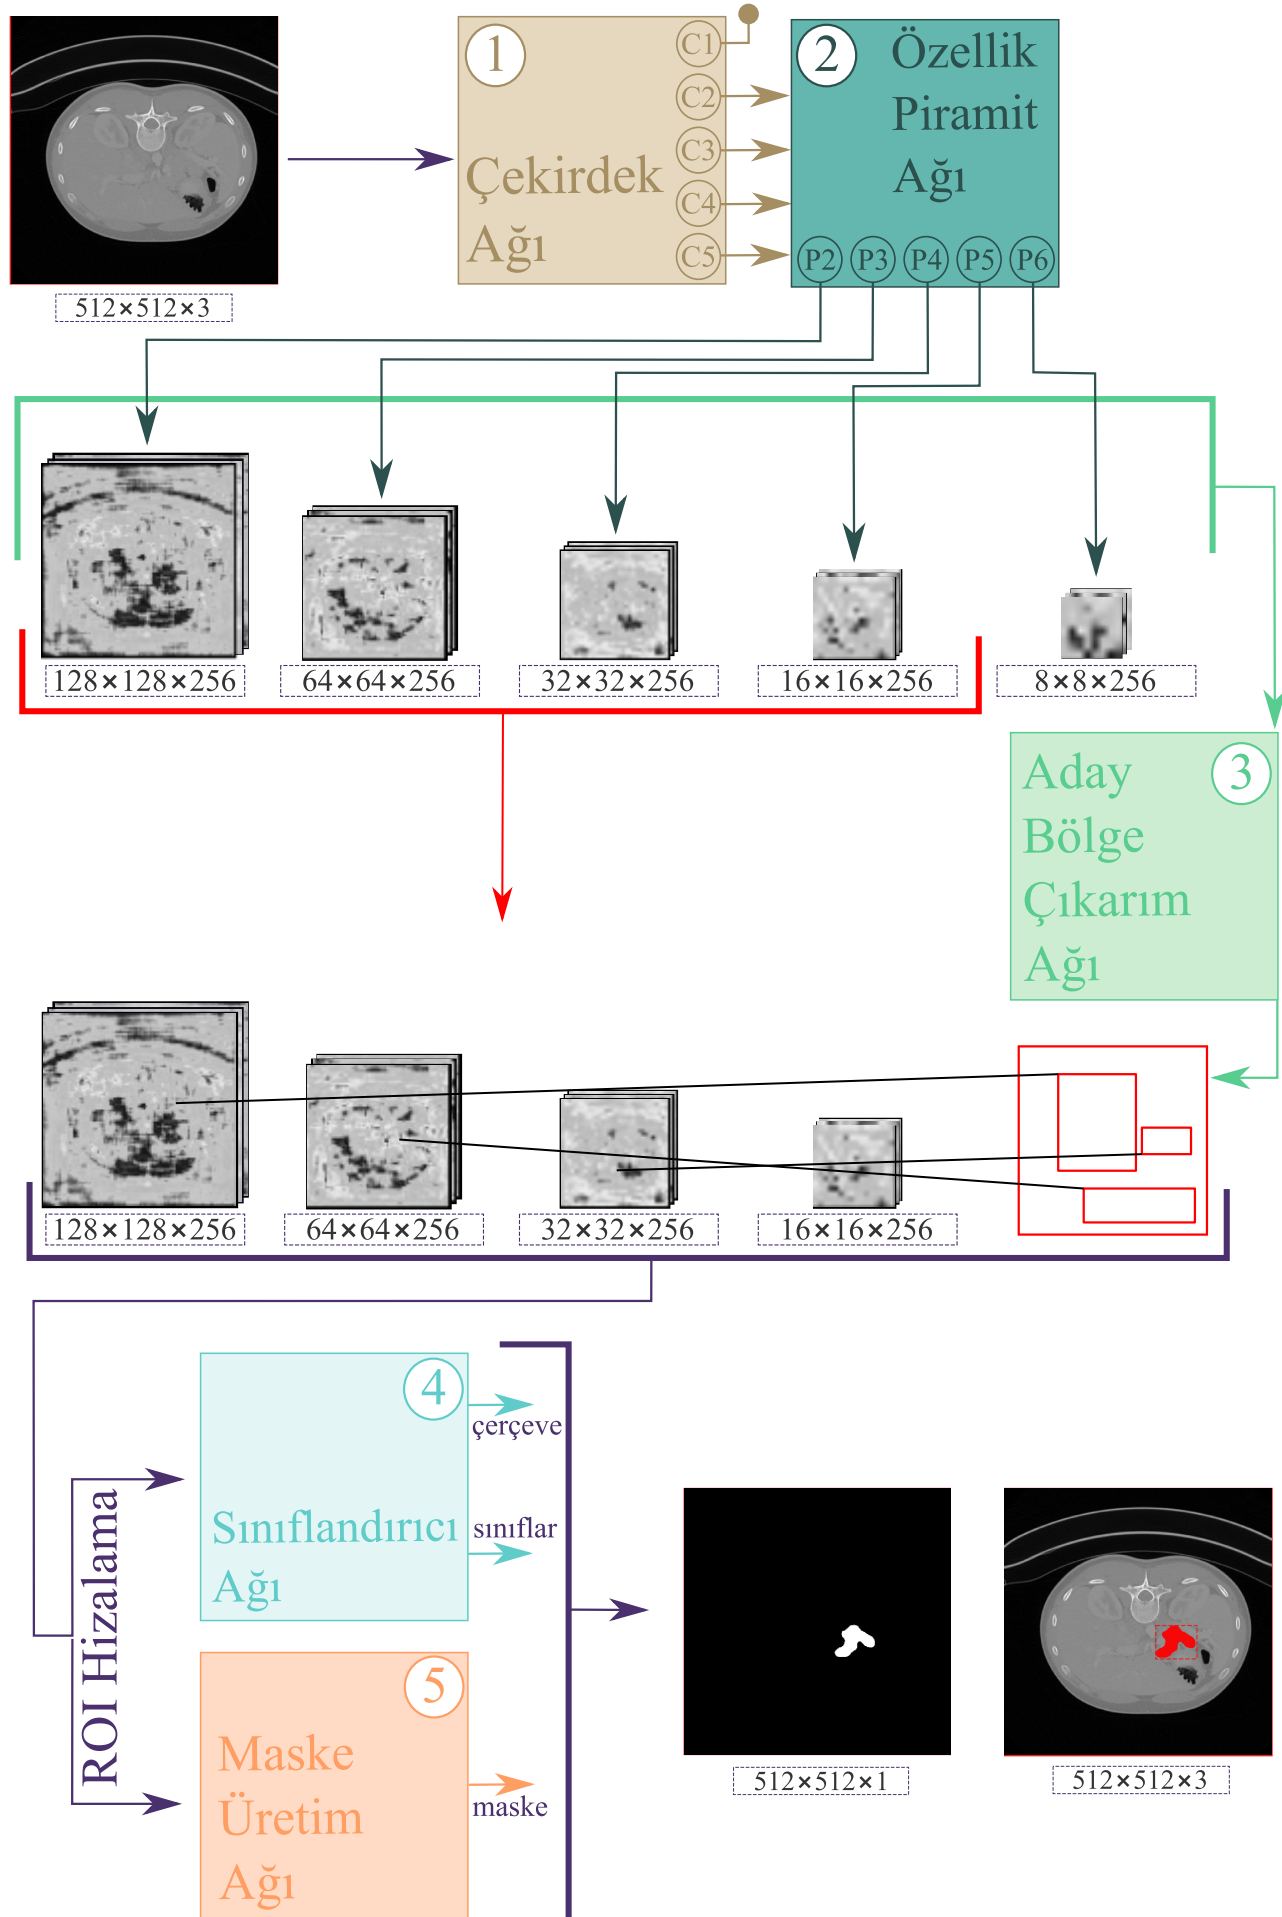 1
Çekirdek
Ağı
C1
C2
C3
C4
C5
2
Özellik
Piramit
Ağı
P2
P3
P4
P5
P6
512×512×3
128×128×256
64×64×256
32×32×256
16×16×256
8×8×256
3
Aday
Bölge
Çıkarım
Ağı
128×128×256
64×64×256
32×32×256
16×16×256
ROI Hizalama
4
Sınıflandırıcı
Ağı
çerçeve
sınıflar
5
Maske
Üretim
Ağı
maske
512×512×1
512×512×3